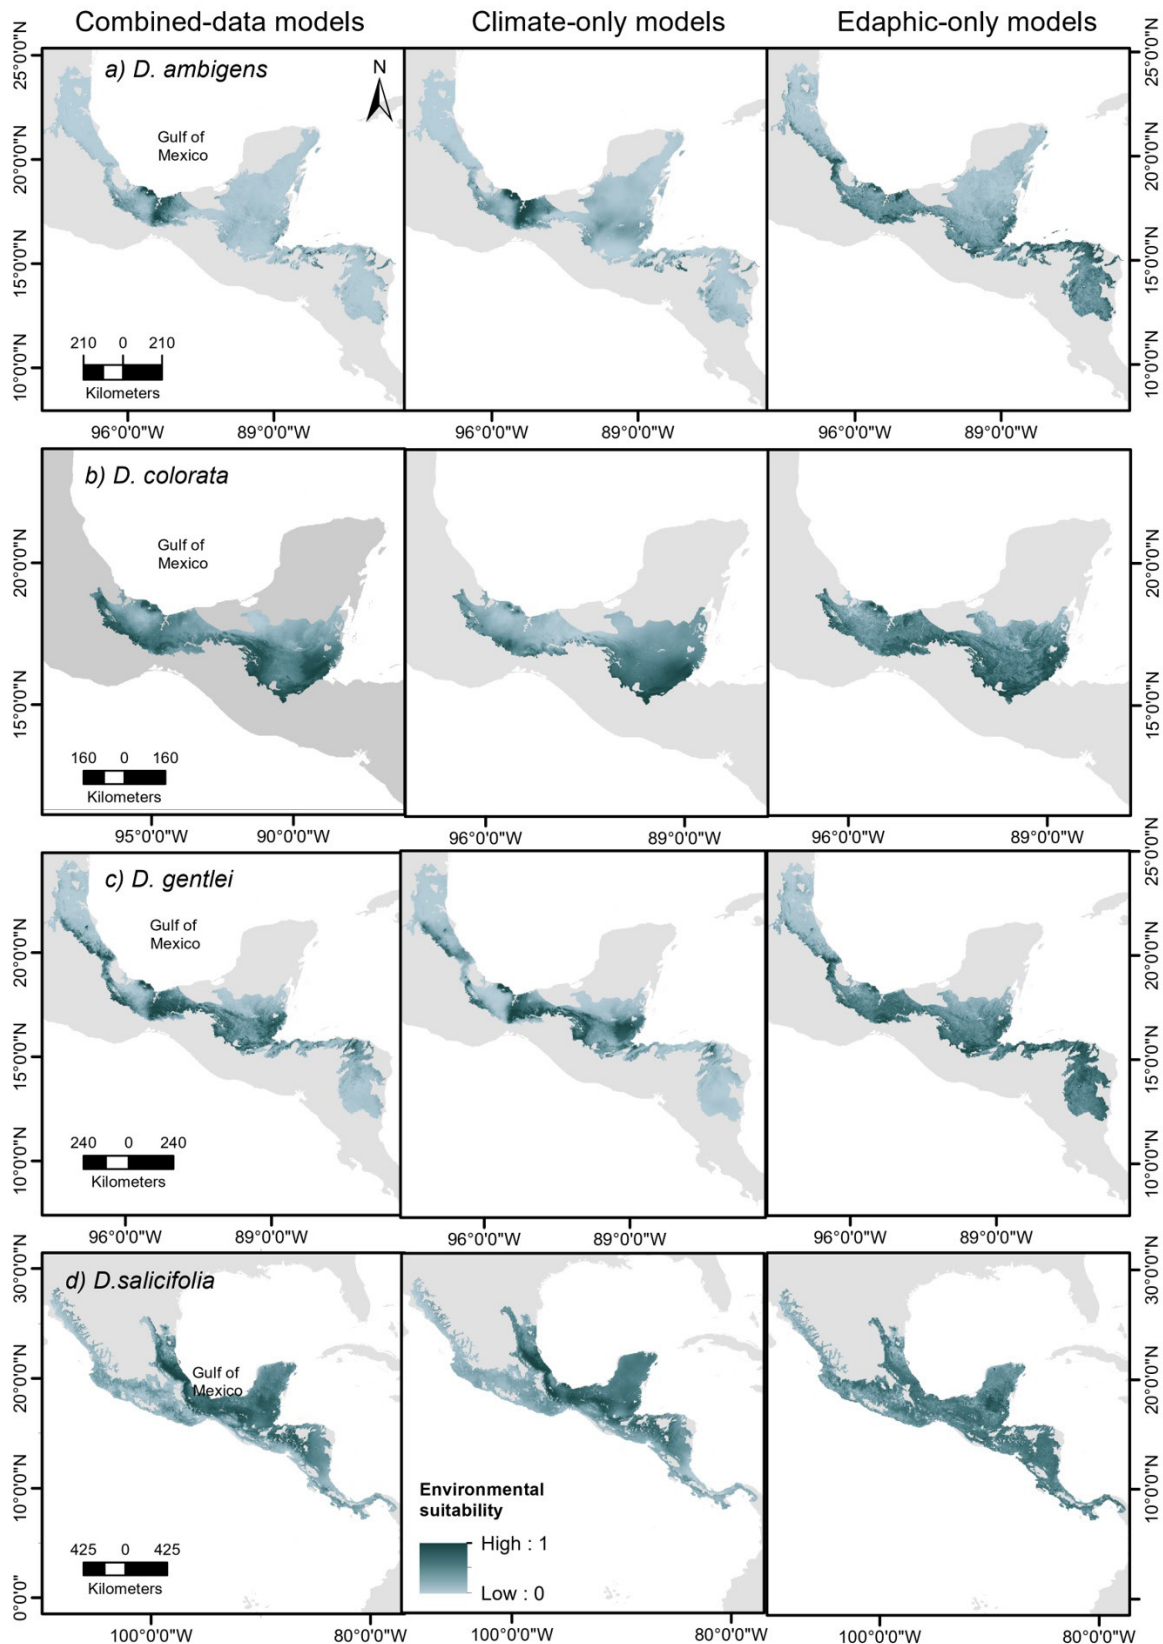 Combined-data models
Climate-only models
Edaphic-only models
a) D. ambigens
N
Gulf of
Mexico
25°0'0"N
20°0'0"N
15°0'0"N
10°0'0"N
25°0'0"N
20°0'0"N
15°0'0"N
10°0'0"N
210 0 210
Kilometers
96°0'0"W
89°0'0"W
96°0'0"W
89°0'0"W
96°0'0"W
89°0'0"W
b) D. colorata
Gulf of
Mexico
20°0'0"N
15°0'0"N
20°0'0"N
15°0'0"N
160 0 160
Kilometers
95°0'0"W
90°0'0"W
96°0'0"W
89°0'0"W
96°0'0"W
89°0'0"W
c) D. gentlei
Gulf of
Mexico
20°0'0"N
15°0'0"N
10°0'0"N
25°0'0"N
20°0'0"N
15°0'0"N
10°0'0"N
240 0 240
Kilometers
96°0'0"W
89°0'0"W
96°0'0"W
89°0'0"W
96°0'0"W
89°0'0"W
d) D.salicifolia
Gulf of
Mexico
30°0'0"N
20°0'0"N
10°0'0"N
0°0'0"
30°0'0"N
20°0'0"N
10°0'0"N
425 0 425
Kilometers
Environmental
suitability
High : 1
Low : 0
100°0'0"W
80°0'0"W
100°0'0"W
80°0'0"W
100°0'0"W
80°0'0"W